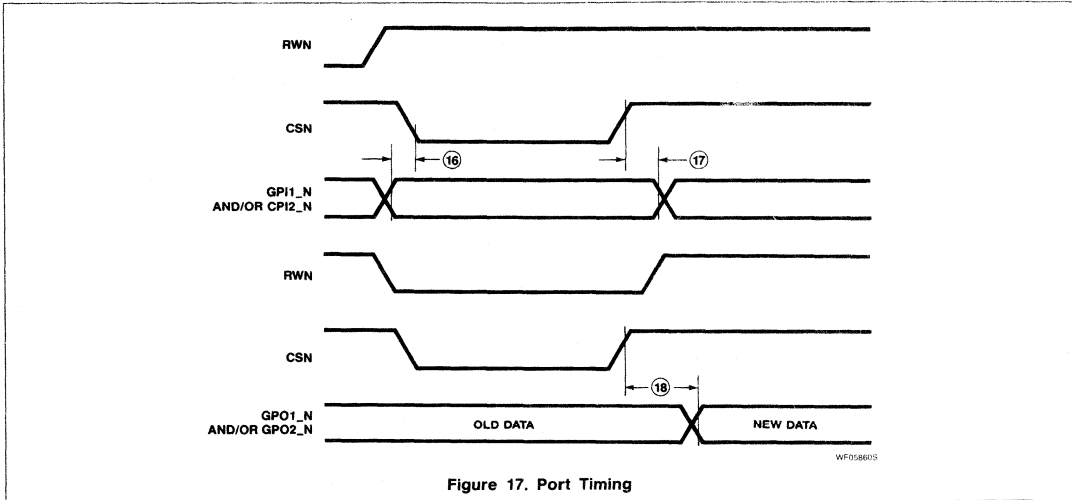 RWN
CSN
16
17
GPI1_N
AND/OR CPI2_N
RWN
CSN
18
GPO1_N
AND/OR GPO2_N
OLD DATA
NEW DATA
WF05860S
Figure 17. Port Timing